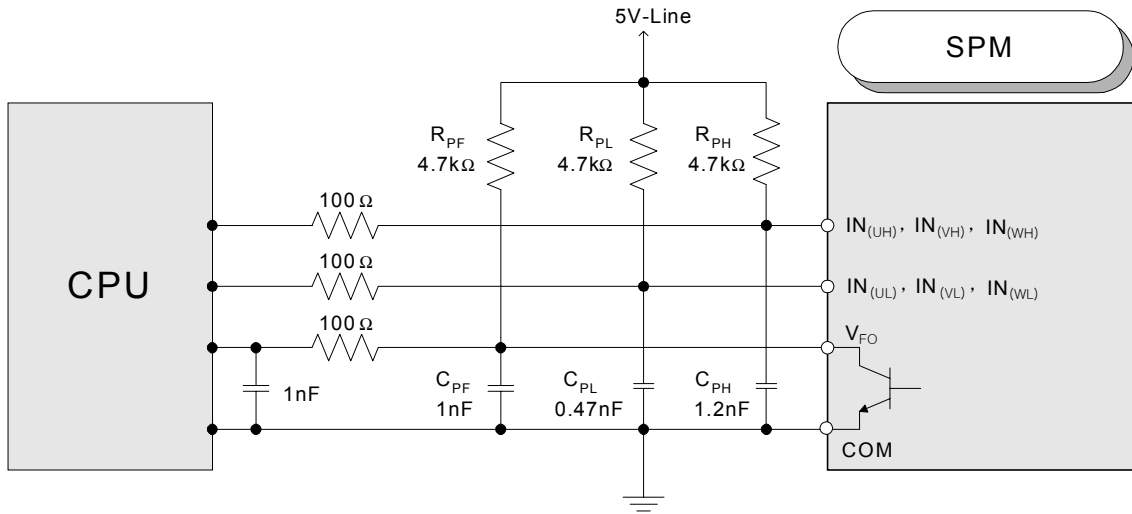 5V-Line
SPM
R_PF
4.7kΩ
R_PL
4.7kΩ
R_PH
4.7kΩ
100 Ω
IN_(UH), IN_(VH), IN_(WH)
CPU
100 Ω
IN_(UL), IN_(VL), IN_(WL)
100 Ω
V_FO
1nF
C_PF
1nF
C_PL
0.47nF
C_PH
1.2nF
COM